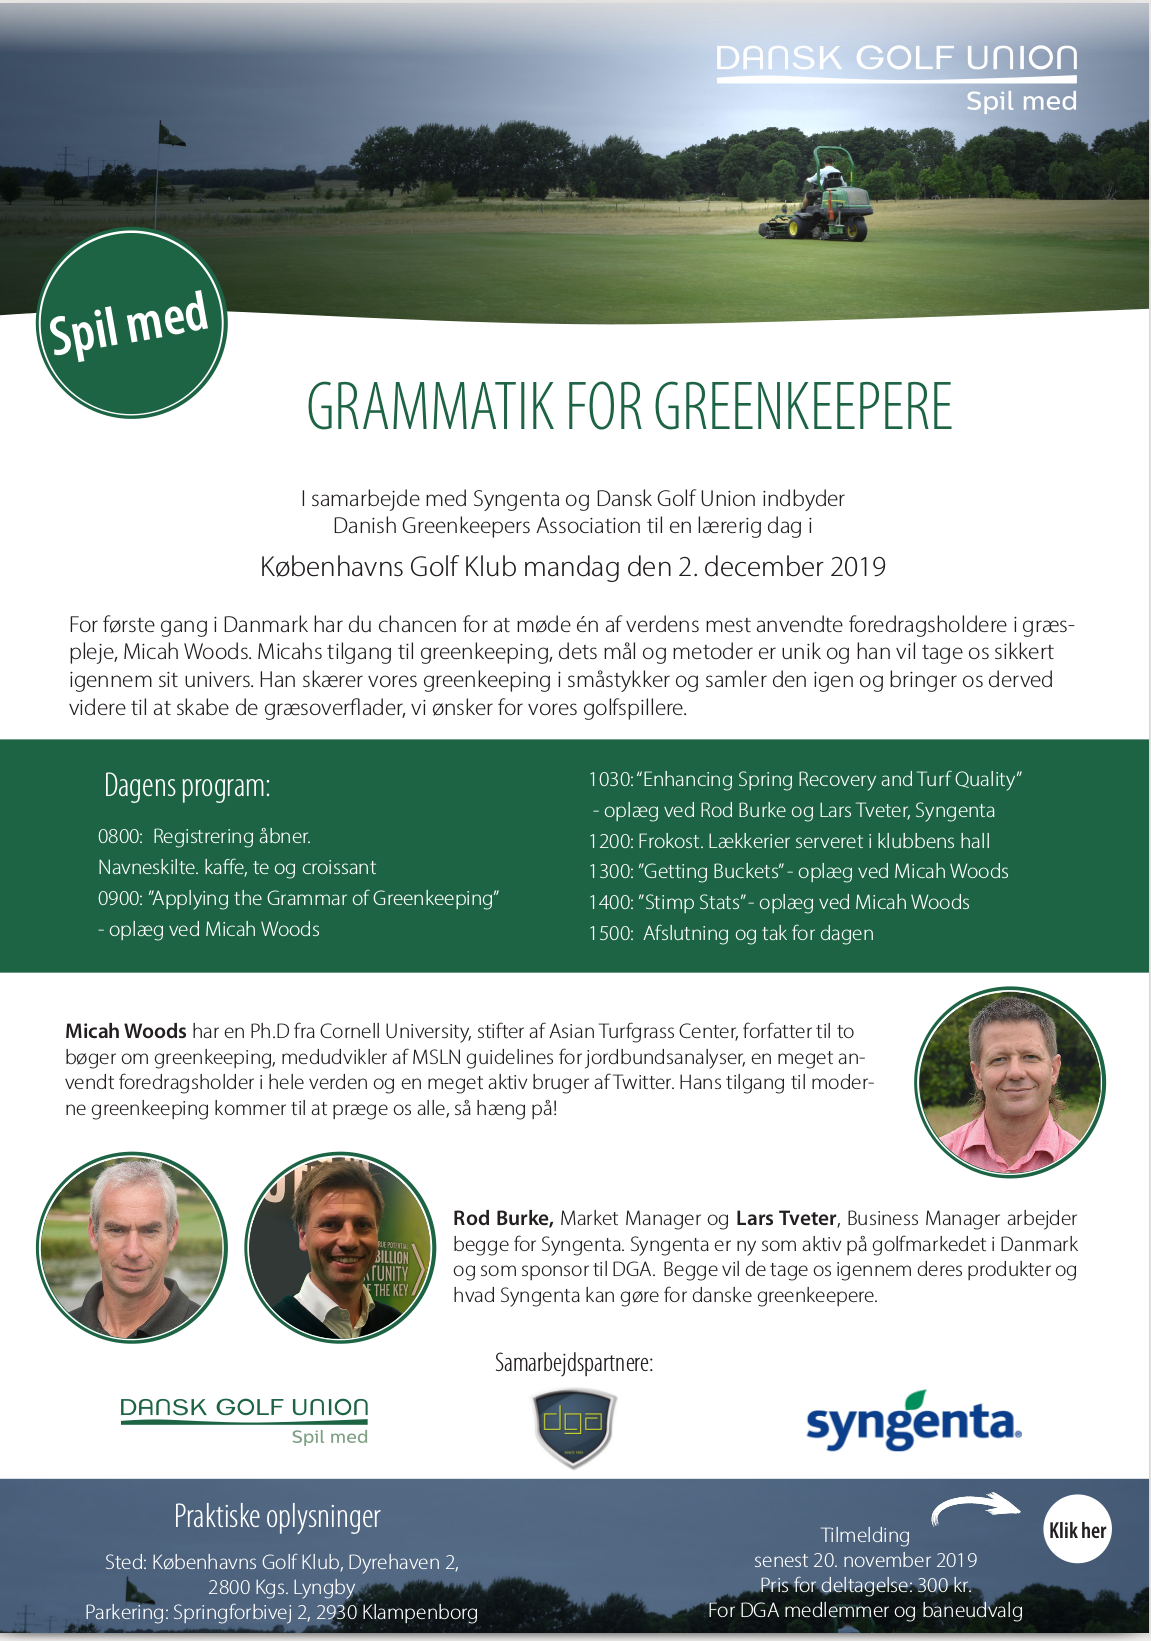 DANSK GOLF UNION
Spil med
Spil med
GRAMMATIK FOR GREENKEEPERE
I samarbejde med Syngenta og Dansk Golf Union indbyder
Danish Greenkeepers Association til en lærerig dag i
Københavns Golf Klub mandag den 2. december 2019
For første gang i Danmark har du chancen for at møde én af verdens mest anvendte foredragsholdere i græs-
pleje, Micah Woods. Micahs tilgang til greenkeeping, dets mål og metoder er unik og han vil tage os sikkert
igennem sit univers. Han skærer vores greenkeeping i småstykker og samler den igen og bringer os derved
videre til at skabe de græsoverflader, vi ønsker for vores golfspillere.
Dagens program:
0800: Registrering åbner.
Navneskilte. kaffe, te og croissant
0900: ”Applying the Grammar of Greenkeeping”
- oplæg ved Micah Woods
1030: “Enhancing Spring Recovery and Turf Quality”
- oplæg ved Rod Burke og Lars Tveter, Syngenta
1200: Frokost. Lækkerier serveret i klubbens hall
1300: ”Getting Buckets” - oplæg ved Micah Woods
1400: ”Stimp Stats” - oplæg ved Micah Woods
1500: Afslutning og tak for dagen
Micah Woods har en Ph.D fra Cornell University, stifter af Asian Turfgrass Center, forfatter til to
bøger om greenkeeping, medudvikler af MSLN guidelines for jordbundsanalyser, en meget an-
vendt foredragsholder i hele verden og en meget aktiv bruger af Twitter. Hans tilgang til moder-
ne greenkeeping kommer til at præge os alle, så hæng på!
BILLION
TUNITY
THE KEY
Rod Burke, Market Manager og Lars Tveter, Business Manager arbejder
begge for Syngenta. Syngenta er ny som aktiv på golfmarkedet i Danmark
og som sponsor til DGA. Begge vil de tage os igennem deres produkter og
hvad Syngenta kan gøre for danske greenkeepere.
Samarbejdspartnere:
DANSK GOLF UNION
Spil med
dga
syngenta®
Praktiske oplysninger
Sted: Københavns Golf Klub, Dyrehaven 2,
2800 Kgs. Lyngby
Parkering: Springforbivej 2, 2930 Klampenborg
Klik her
Tilmelding
senest 20. november 2019
Pris for deltagelse: 300 kr.
For DGA medlemmer og baneudvalg